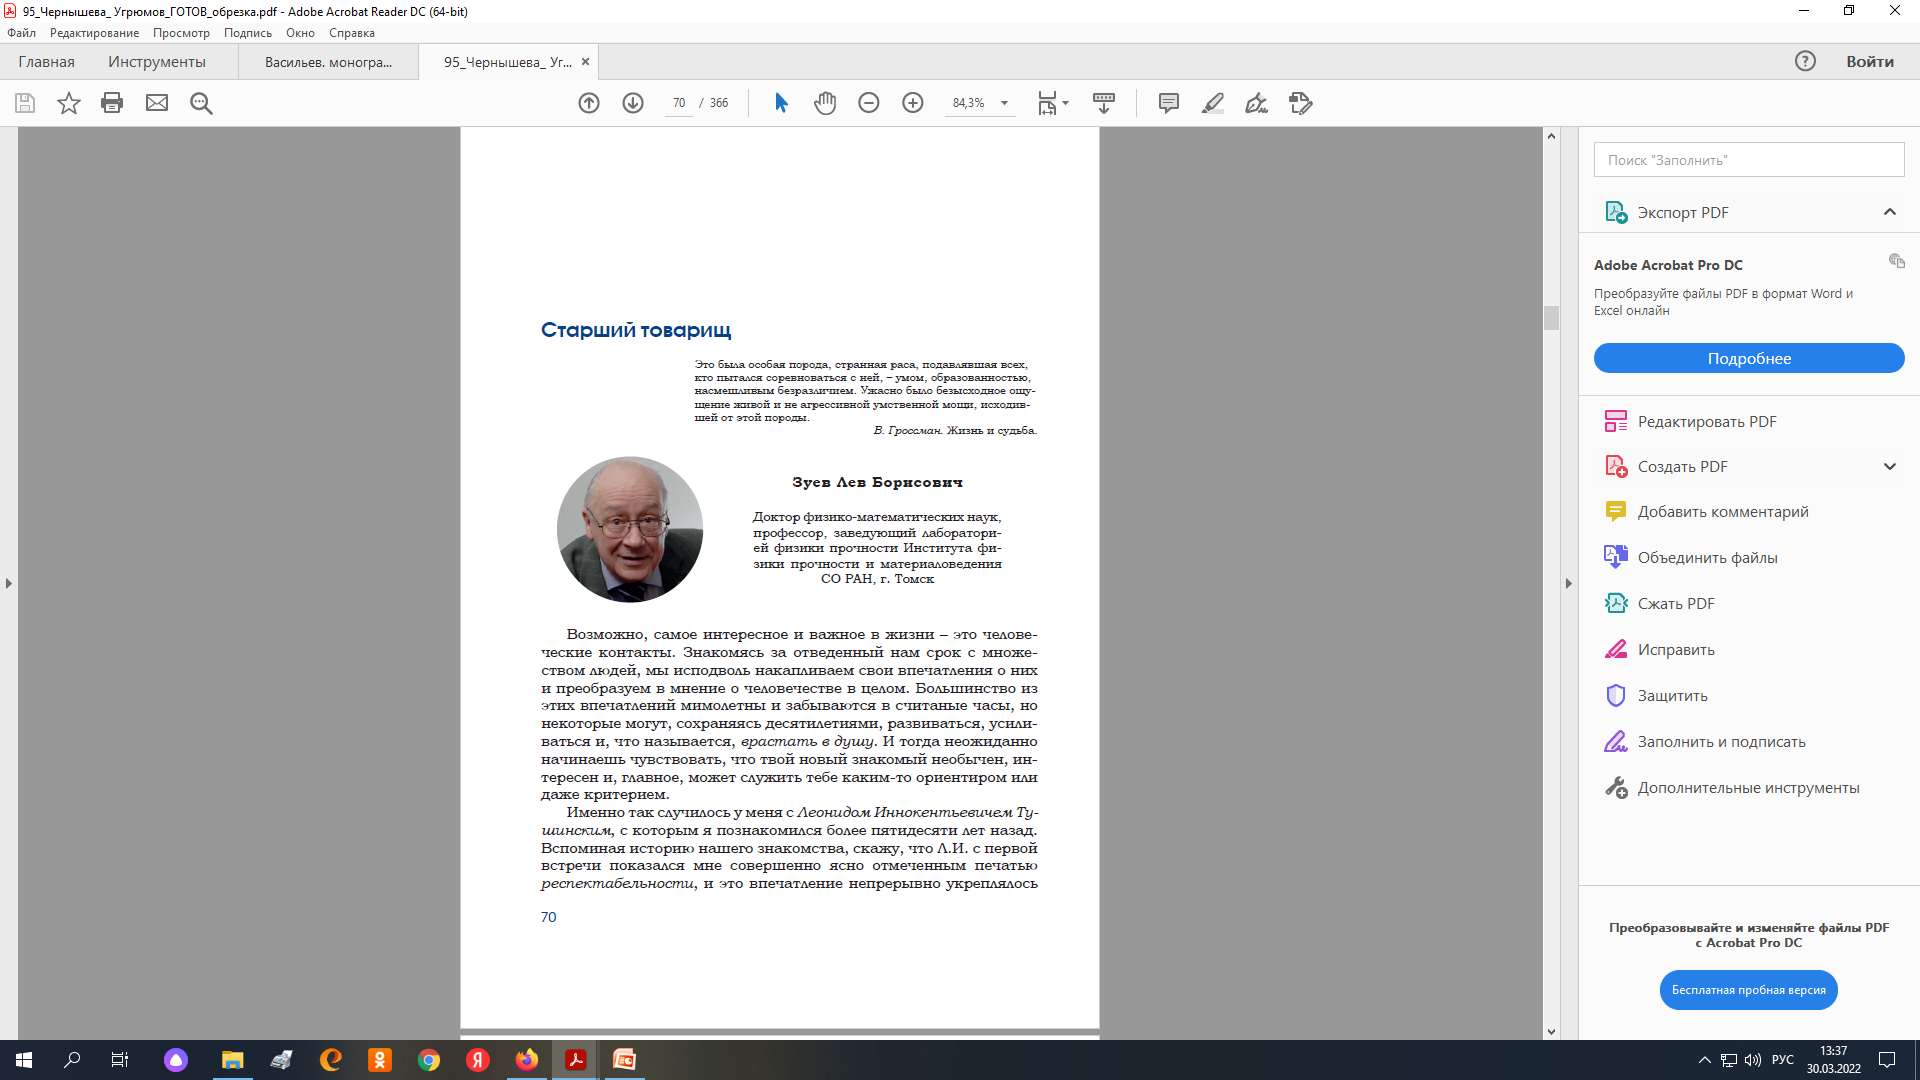 95_Чернышева_ Угрюмов_ГОТОВ_обрезка.pdf - Adobe Acrobat Reader DC (64-bit)
Файл Редактирование Просмотр Подпись Окно Справка
Главная Инструменты Васильев. моногра... 95_Чернышева_ Уг... Войти
70 / 366 84,3%
Старший товарищ
Это была особая порода, странная раса, подавлявшая всех,
кто пытался соревноваться с ней, – умом, образованностью,
насмешливым безразличием. Ужасно было безысходное ощу-
щение живой и не агрессивной умственной мощи, исходив-
шей от этой породы.
В. Гроссман. Жизнь и судьба.
Зуев Лев Борисович
Доктор физико-математических наук,
профессор, заведующий лаборатори-
ей физики прочности Института фи-
зики прочности и материаловедения
СО РАН, г. Томск
Возможно, самое интересное и важное в жизни – это челове-
ческие контакты. Знакомясь за отведенный нам срок с множе-
ством людей, мы исподволь накапливаем свои впечатления о них
и преобразуем в мнение о человечестве в целом. Большинство из
этих впечатлений мимолетны и забываются в считаные часы, но
некоторые могут, сохраняясь десятилетиями, развиваться, усили-
ваться и, что называется, врастать в душу. И тогда неожиданно
начинаешь чувствовать, что твой новый знакомый необычен, ин-
тересен и, главное, может служить тебе каким-то ориентиром или
даже критерием.
Именно так случилось у меня с Леонидом Иннокентьевичем Ту-
шинским, с которым я познакомился более пятидесяти лет назад.
Вспоминая историю нашего знакомства, скажу, что Л.И. с первой
встречи показался мне совершенно ясно отмеченным печатью
респектабельности, и это впечатление непрерывно укреплялось
70
Поиск "Заполнить"
Экспорт PDF
Adobe Acrobat Pro DC
Преобразуйте файлы PDF в формат Word и
Excel онлайн
Подробнее
Редактировать PDF
Создать PDF
Добавить комментарий
Объединить файлы
Сжать PDF
Исправить
Защитить
Заполнить и подписать
Дополнительные инструменты
Преобразовывайте и изменяйте файлы PDF
с Acrobat Pro DC
Бесплатная пробная версия
РУС
13:37
30.03.2022